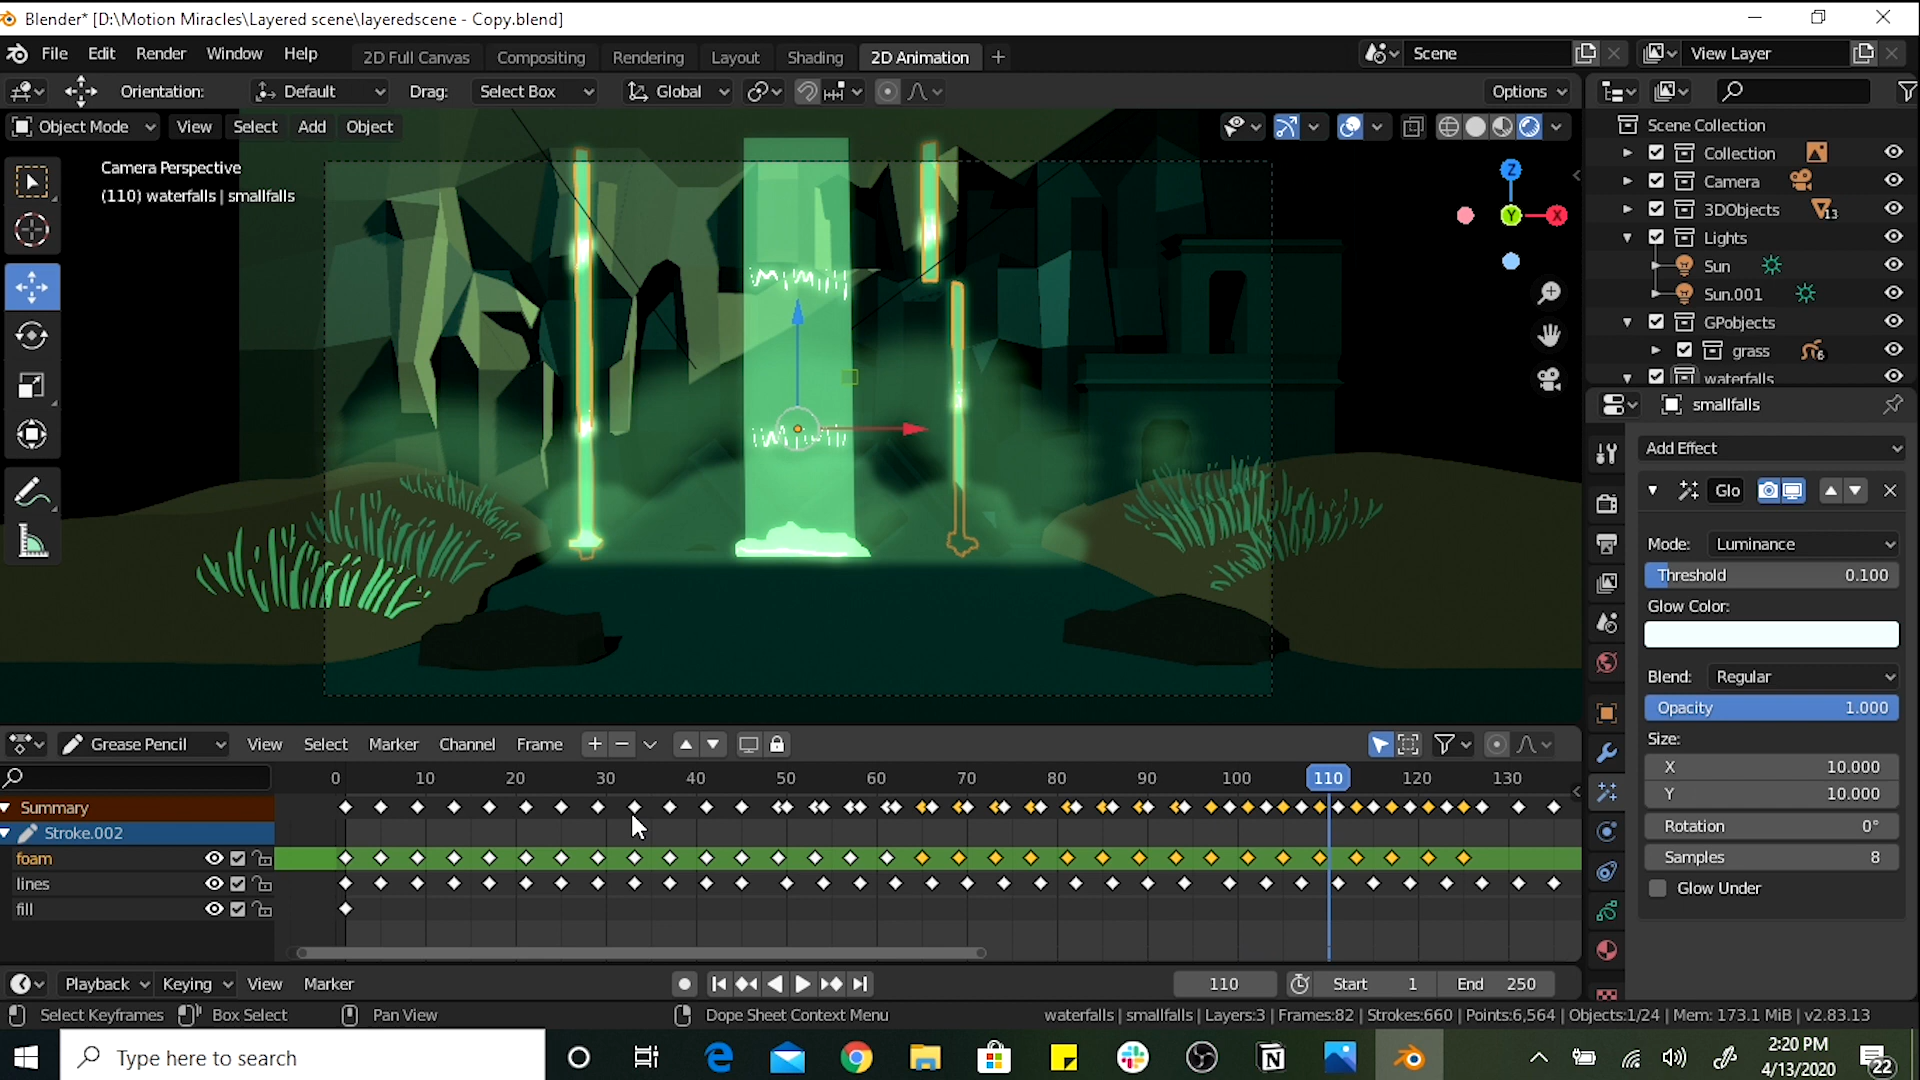 Blender* [D:\Motion Miracles\Layered scene\layeredscene - Copy.blend]
File Edit Render Window Help 2D Full Canvas Compositing Rendering Layout Shading 2D Animation + Scene View Layer
Orientation: Default Drag: Select Box Global Options
Object Mode View Select Add Object
Camera Perspective
(110) waterfalls | smallfalls
Z
Y
X
Scene Collection
Collection
Camera
3DObjects 13
Lights
Sun
Sun.001
GPobjects
grass 6
waterfalls
smallfalls
Add Effect
Glo
Mode: Luminance
Threshold 0.100
Glow Color:
Blend: Regular
Opacity 1.000
Size:
X 10.000
Y 10.000
Rotation 0°
Samples 8
Glow Under
Grease Pencil View Select Marker Channel Frame
0 10 20 30 40 50 60 70 80 90 100 110 120 130
Summary
Stroke.002
foam
lines
fill
Playback Keying View Marker 110 Start 1 End 250
Select Keyframes Box Select Pan View Dope Sheet Context Menu waterfalls | smallfalls | Layers:3 | Frames:82 | Strokes:660 | Points:6,564 | Objects:1/24 | Mem: 173.1 MiB | v2.83.13
Type here to search
2:20 PM
4/13/2020
22